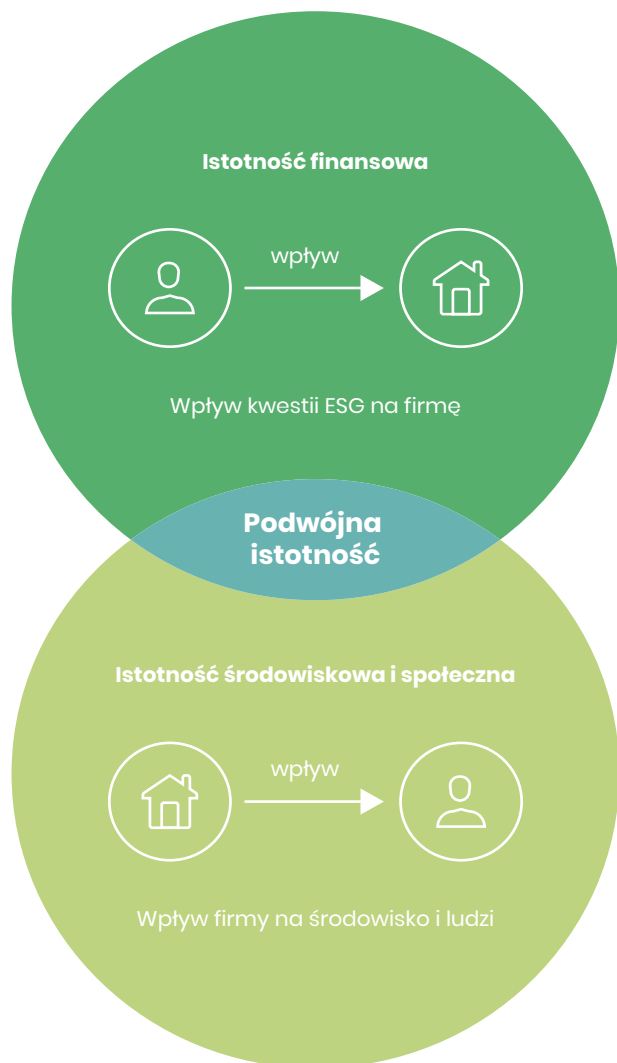 Istotność finansowa
wpływ
Wpływ kwestii ESG na firmę
Podwójna
istotność
Istotność środowiskowa i społeczna
wpływ
Wpływ firmy na środowisko i ludzi